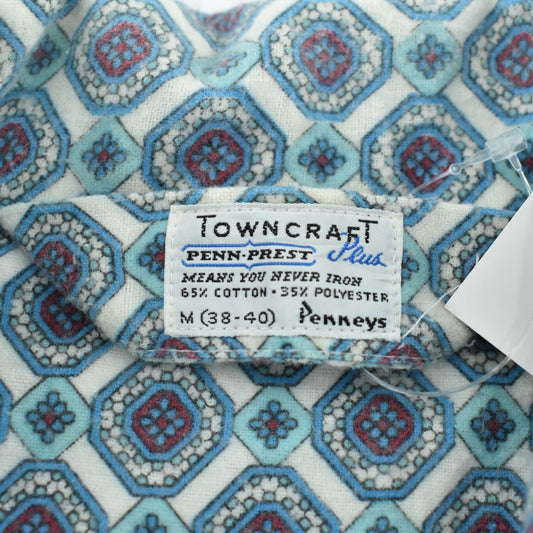 TOWNCRAFT
PENN-PREST Plus
MEANS YOU NEVER IRON
65% COTTON • 35% POLYESTER
M (38-40) Penneys